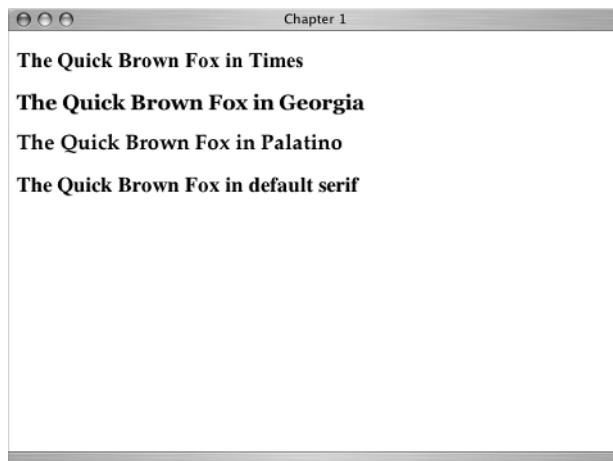 Chapter 1
The Quick Brown Fox in Times
The Quick Brown Fox in Georgia
The Quick Brown Fox in Palatino
The Quick Brown Fox in default serif